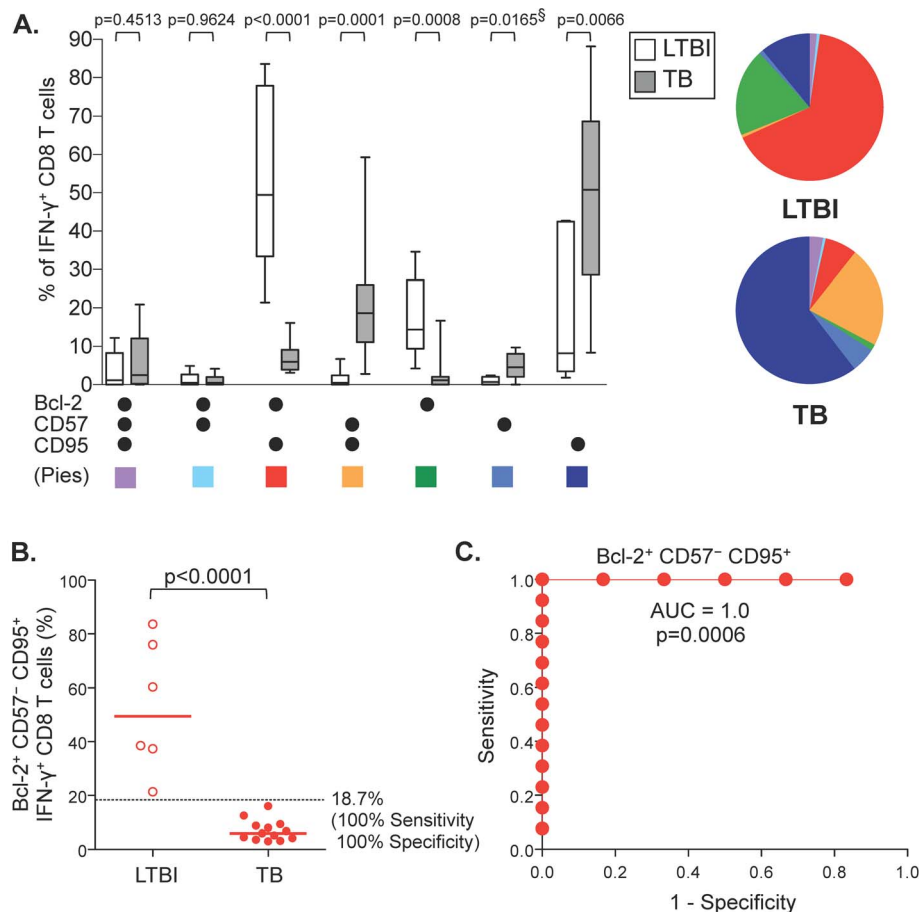 A.
p=0.4513 p=0.9624 p<0.0001 p=0.0001 p=0.0008 p=0.0165§ p=0.0066
LTBI
TB
% of IFN-γ⁺ CD8 T cells
90
80
70
60
50
40
30
20
10
0
Bcl-2
CD57
CD95
(Pies)
LTBI
TB
B.
p<0.0001
Bcl-2⁺ CD57⁻ CD95⁺
IFN-γ⁺ CD8 T cells (%)
100
80
60
40
20
0
18.7%
(100% Sensitivity
100% Specificity)
LTBI TB
C.
Bcl-2⁺ CD57⁻ CD95⁺
AUC = 1.0
p=0.0006
Sensitivity
1.0
0.8
0.6
0.4
0.2
0.0
0.0 0.2 0.4 0.6 0.8 1.0
1 - Specificity